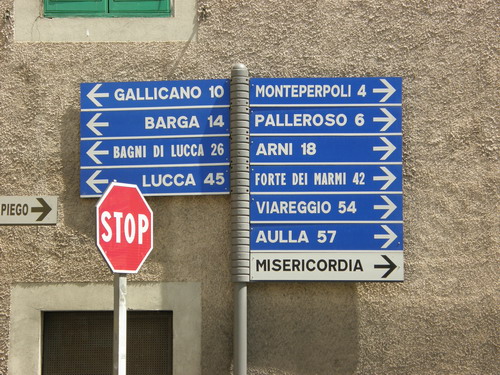 GALLICANO 10
BARGA 14
BAGNI DI LUCCA 26
LUCCA 45
MONTEPERPOLI 4
PALLEROSO 6
ARNI 18
FORTE DEI MARMI 42
VIAREGGIO 54
AULLA 57
MISERICORDIA
PIEGO
STOP